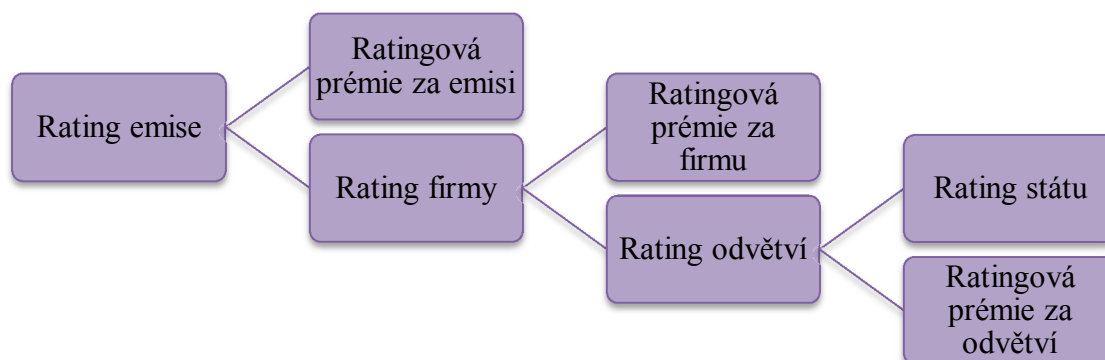 Rating emise
Ratingová
prémie za emisi
Rating firmy
Ratingová
prémie za
firmu
Rating odvětví
Rating státu
Ratingová
prémie za
odvětví